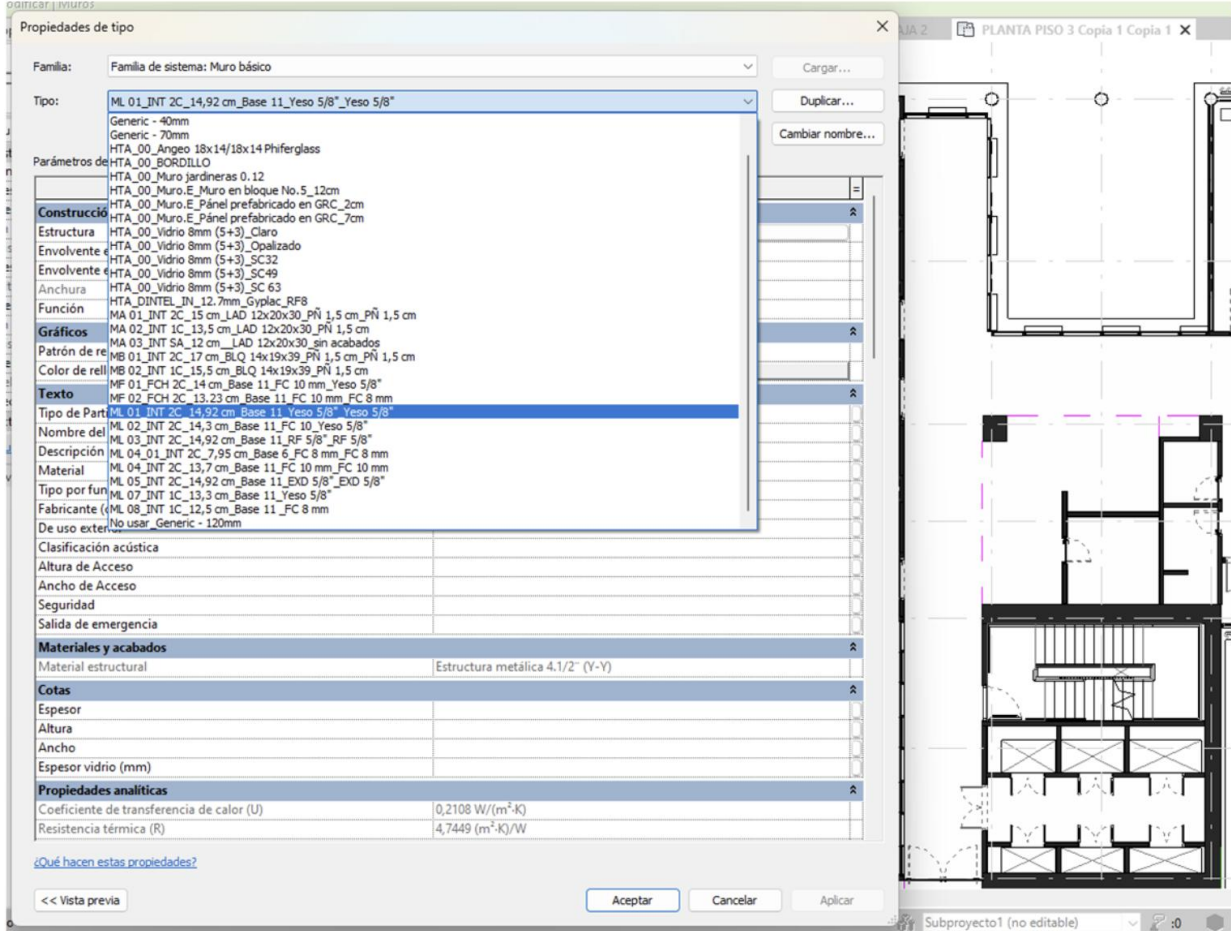 odificar | Muros
Propiedades de tipo
AJA 2
PLANTA PISO 3 Copia 1 Copia 1
Familia:
Familia de sistema: Muro básico
Cargar...
Tipo:
ML 01_INT 2C_14,92 cm_Base 11_Yeso 5/8"_Yeso 5/8"
Duplicar...
Cambiar nombre...
Generic - 40mm
Generic - 70mm
HTA_00_Angeo 18x14/18x14 Phiferglass
HTA_00_BORDILLO
HTA_00_Muro jardineras 0.12
HTA_00_Muro.E_Muro en bloque No.5_12cm
HTA_00_Muro.E_Pánel prefabricado en GRC_2cm
HTA_00_Muro.E_Pánel prefabricado en GRC_7cm
HTA_00_Vidrio 8mm (5+3)_Claro
HTA_00_Vidrio 8mm (5+3)_Opalizado
HTA_00_Vidrio 8mm (5+3)_SC32
HTA_00_Vidrio 8mm (5+3)_SC49
HTA_00_Vidrio 8mm (5+3)_SC 63
HTA_DINTEL_IN_12.7mm_Gyplac_RF8
MA 01_INT 2C_15 cm_LAD 12x20x30_PÑ 1,5 cm_PÑ 1,5 cm
MA 02_INT 1C_13,5 cm_LAD 12x20x30_PÑ 1,5 cm
MA 03_INT SA_12 cm__LAD 12x20x30_sin acabados
MB 01_INT 2C_17 cm_BLQ 14x19x39_PÑ 1,5 cm_PÑ 1,5 cm
MB 02_INT 1C_15,5 cm_BLQ 14x19x39_PÑ 1,5 cm
MF 01_FCH 2C_14 cm_Base 11_FC 10 mm_Yeso 5/8"
MF 02_FCH 2C_13.23 cm_Base 11_FC 10 mm_FC 8 mm
ML 01_INT 2C_14,92 cm_Base 11_Yeso 5/8"_Yeso 5/8"
ML 02_INT 2C_14,3 cm_Base 11_FC 10_Yeso 5/8"
ML 03_INT 2C_14,92 cm_Base 11_RF 5/8"_RF 5/8"
ML 04_01_INT 2C_7,95 cm_Base 6_FC 8 mm_FC 8 mm
ML 04_INT 2C_13,7 cm_Base 11_FC 10 mm_FC 10 mm
ML 05_INT 2C_14,92 cm_Base 11_EXD 5/8"_EXD 5/8"
ML 07_INT 1C_13,3 cm_Base 11_Yeso 5/8"
ML 08_INT 1C_12,5 cm_Base 11 _FC 8 mm
No usar_Generic - 120mm
Parámetros de
=
Construcció
Estructura
Envolvente e
Envolvente e
Anchura
Función
Gráficos
Patrón de re
Color de rell
Texto
Tipo de Parti
Nombre del
Descripción
Material
Tipo por fun
Fabricante (
De uso exter
Clasificación acústica
Altura de Acceso
Ancho de Acceso
Seguridad
Salida de emergencia
Materiales y acabados
Material estructural
Estructura metálica 4.1/2" (Y-Y)
Cotas
Espesor
Altura
Ancho
Espesor vidrio (mm)
Propiedades analíticas
Coeficiente de transferencia de calor (U)
0,2108 W/(m²·K)
Resistencia térmica (R)
4,7449 (m²·K)/W
¿Qué hacen estas propiedades?
<< Vista previa
Aceptar
Cancelar
Aplicar
Subproyecto1 (no editable)
:0